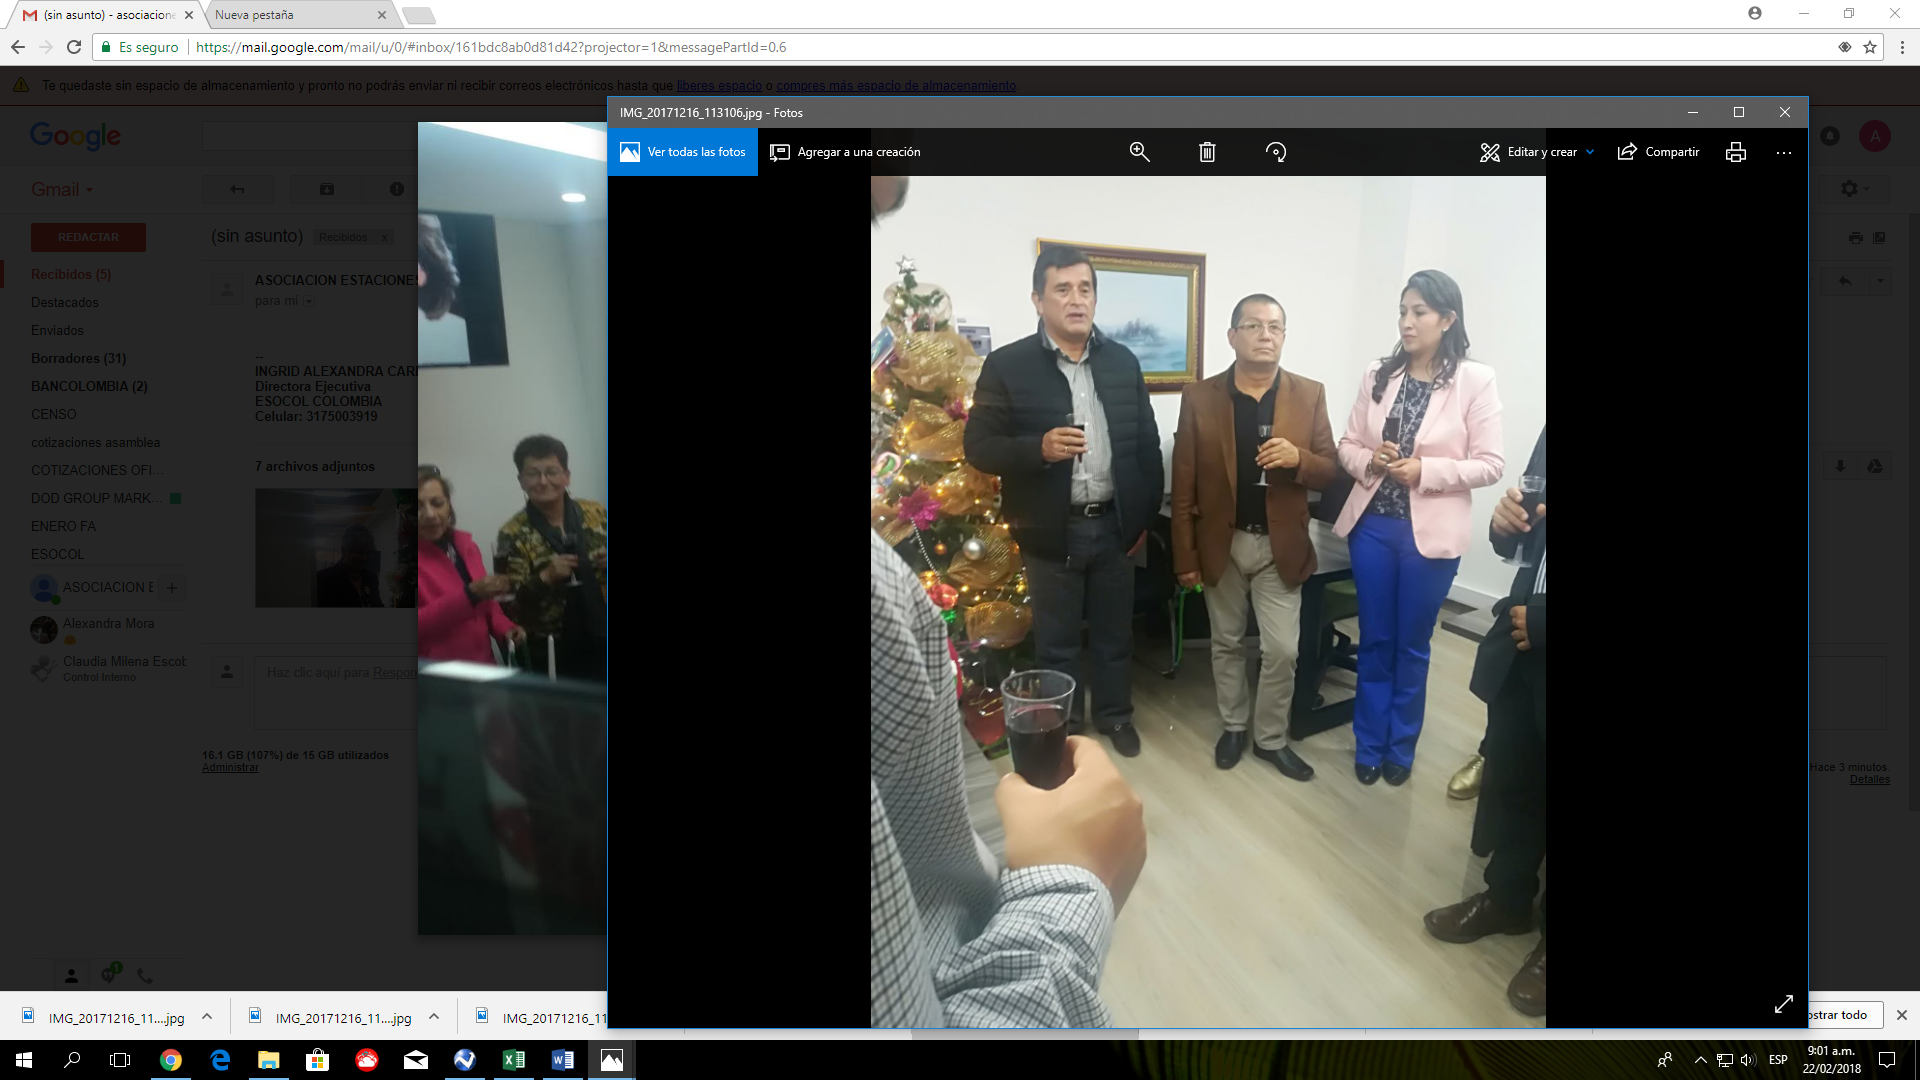 (sin asunto) - asociacione
Nueva pestaña
Es seguro
https://mail.google.com/mail/u/0/#inbox/161bdc8ab0d81d42?projector=1&messagePartId=0.6
Te quedaste sin espacio de almacenamiento y pronto no podrás enviar ni recibir correos electrónicos hasta que liberes espacio o compres más espacio de almacenamiento.
IMG_20171216_113106.jpg - Fotos
Ver todas las fotos
Agregar a una creación
Editar y crear
Compartir
Google
A
Gmail
REDACTAR
Recibidos (5)
Destacados
Enviados
Borradores (31)
BANCOLOMBIA (2)
CENSO
cotizaciones asamblea
COTIZACIONES OFI...
DOD GROUP MARK...
ENERO FA
ESOCOL
ASOCIACION E
Alexandra Mora
Claudia Milena Escob
Control Interno
1
(sin asunto)
Recibidos x
ASOCIACION ESTACIONES
para mí
--
INGRID ALEXANDRA CAR
Directora Ejecutiva
ESOCOL COLOMBIA
Celular: 3175003919
7 archivos adjuntos
Haz clic aquí para Respon
16.1 GB (107%) de 15 GB utilizados
Administrar
Hace 3 minutos.
Detalles
IMG_20171216_11....jpg
IMG_20171216_11....jpg
IMG_20171216_11
ostrar todo
ESP
9:01 a.m.
22/02/2018